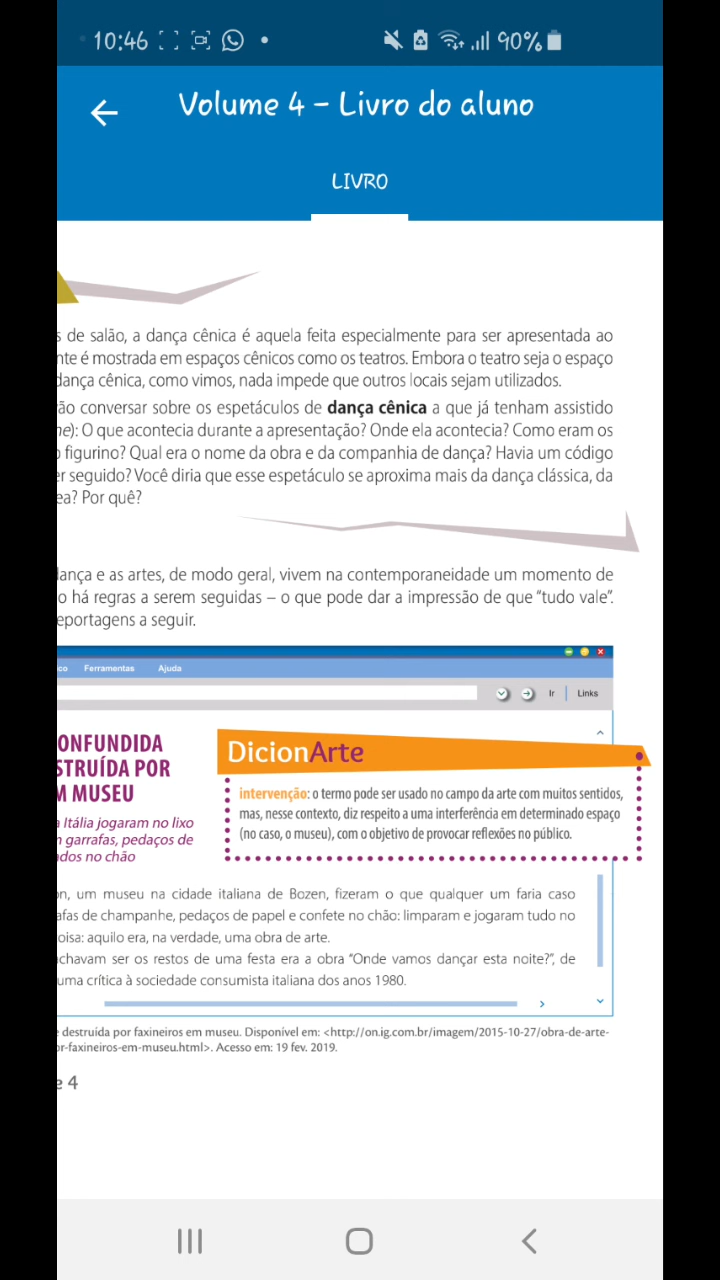 10:46
90%
Volume 4 – Livro do aluno
LIVRO
s de salão, a dança cênica é aquela feita especialmente para ser apresentada ao
nte é mostrada em espaços cênicos como os teatros. Embora o teatro seja o espaço
dança cênica, como vimos, nada impede que outros locais sejam utilizados.
ão conversar sobre os espetáculos de dança cênica a que já tenham assistido
ne): O que acontecia durante a apresentação? Onde ela acontecia? Como eram os
o figurino? Qual era o nome da obra e da companhia de dança? Havia um código
er seguido? Você diria que esse espetáculo se aproxima mais da dança clássica, da
ea? Por quê?
dança e as artes, de modo geral, vivem na contemporaneidade um momento de
o há regras a serem seguidas – o que pode dar a impressão de que "tudo vale".
eportagens a seguir.
co Ferramentas Ajuda
Ir Links
ONFUNDIDA
STRUÍDA POR
M MUSEU
a Itália jogaram no lixo
n garrafas, pedaços de
ados no chão
DicionArte
intervenção: o termo pode ser usado no campo da arte com muitos sentidos,
mas, nesse contexto, diz respeito a uma interferência em determinado espaço
(no caso, o museu), com o objetivo de provocar reflexões no público.
on, um museu na cidade italiana de Bozen, fizeram o que qualquer um faria caso
afas de champanhe, pedaços de papel e confete no chão: limparam e jogaram tudo no
oisa: aquilo era, na verdade, uma obra de arte.
achavam ser os restos de uma festa era a obra "Onde vamos dançar esta noite?", de
uma crítica à sociedade consumista italiana dos anos 1980.
e destruída por faxineiros em museu. Disponível em: <http://on.ig.com.br/imagem/2015-10-27/obra-de-arte-
or-faxineiros-em-museu.html>. Acesso em: 19 fev. 2019.
e 4